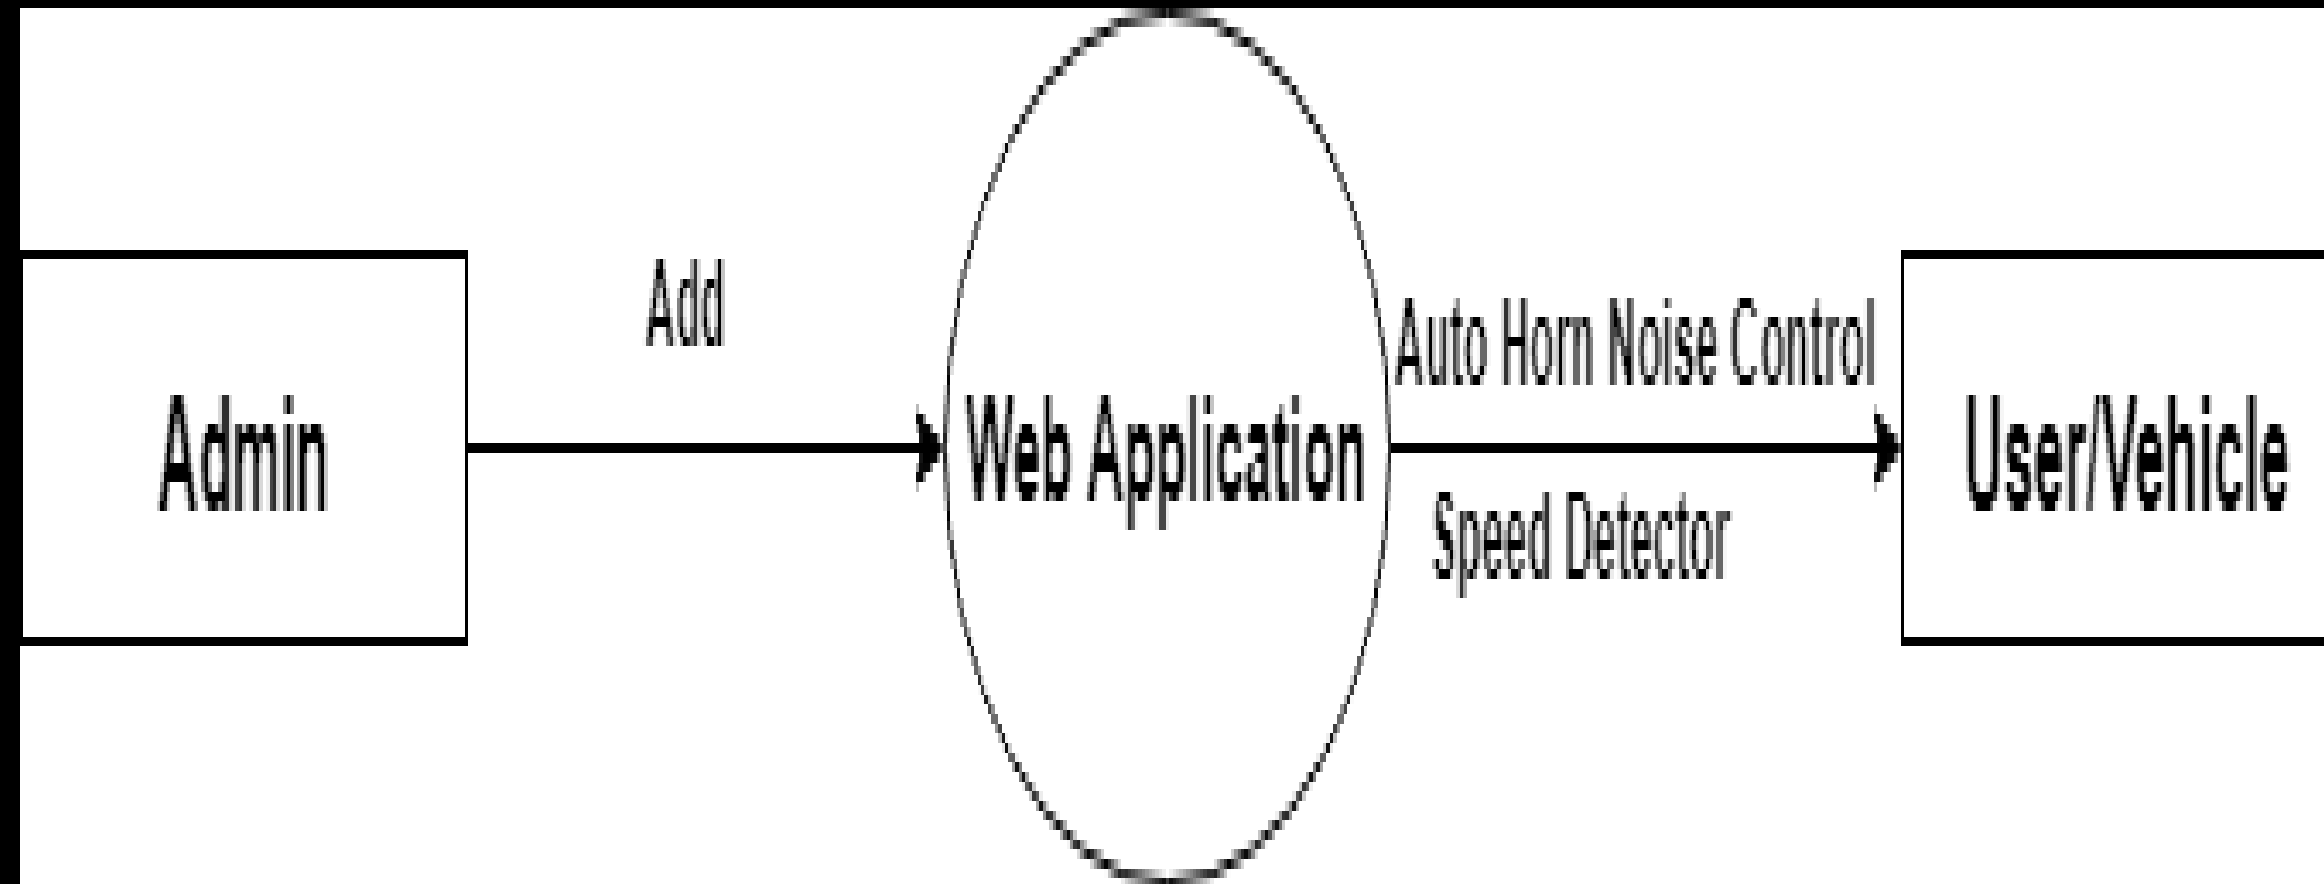 Add
Auto Horn Noise Control
Admin
Web Application
User/Vehicle
Speed Detector